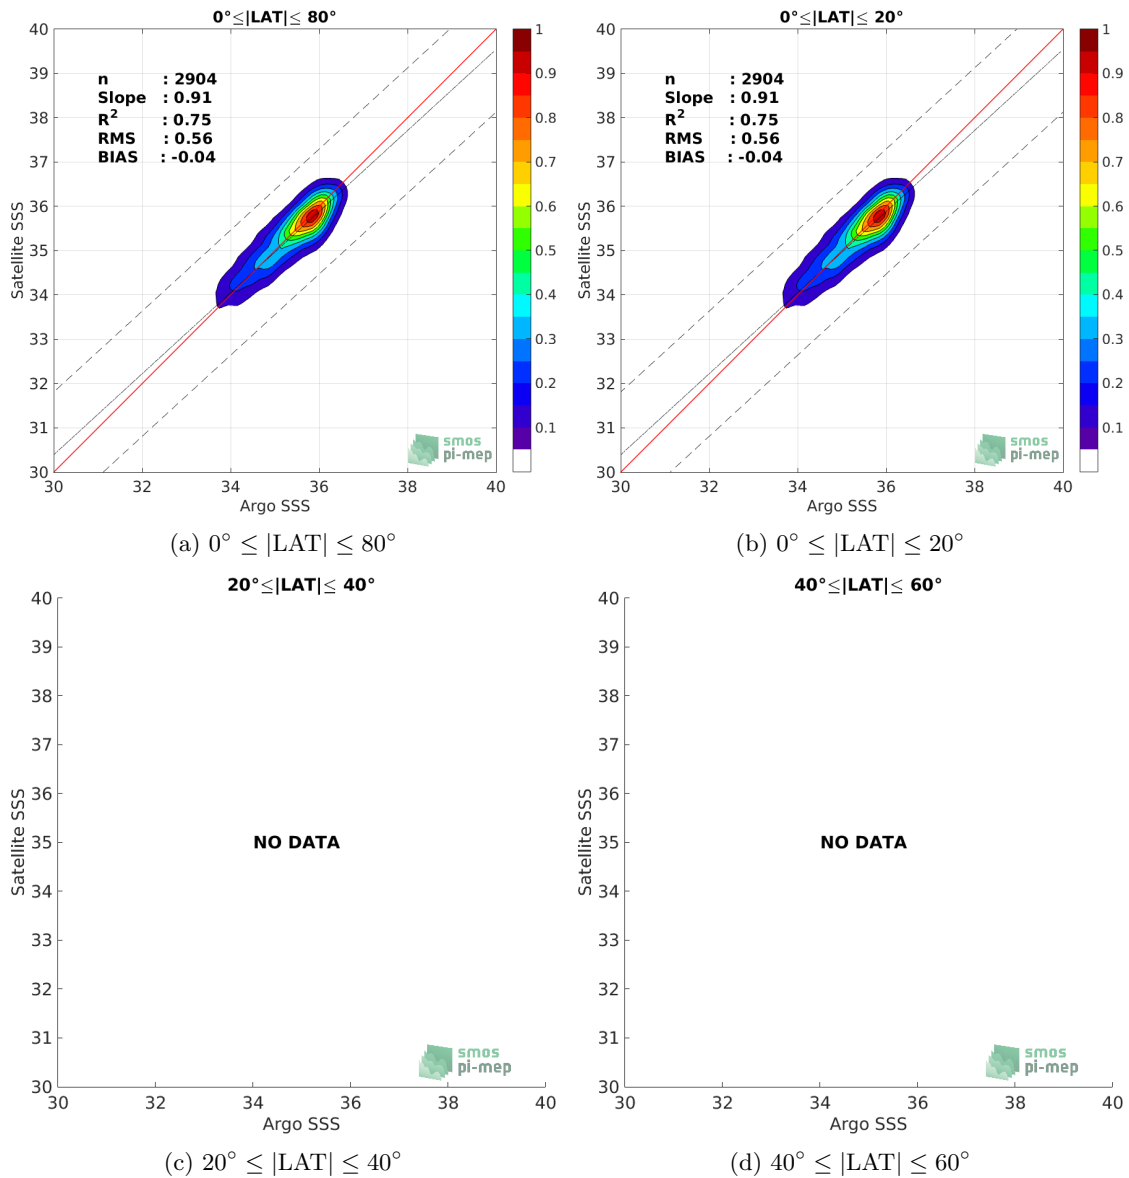 0°≤|LAT|≤ 80°
Satellite SSS
40
39
38
37
36
35
34
33
32
31
30
n : 2904
Slope : 0.91
R² : 0.75
RMS : 0.56
BIAS : -0.04
smos
pi-mep
30 32 34 36 38 40
Argo SSS
1
0.9
0.8
0.7
0.6
0.5
0.4
0.3
0.2
0.1
(a) 0° ≤ |LAT| ≤ 80°
0°≤|LAT|≤ 20°
Satellite SSS
40
39
38
37
36
35
34
33
32
31
30
n : 2904
Slope : 0.91
R² : 0.75
RMS : 0.56
BIAS : -0.04
smos
pi-mep
30 32 34 36 38 40
Argo SSS
1
0.9
0.8
0.7
0.6
0.5
0.4
0.3
0.2
0.1
(b) 0° ≤ |LAT| ≤ 20°
20°≤|LAT|≤ 40°
Satellite SSS
40
39
38
37
36
35
34
33
32
31
30
NO DATA
smos
pi-mep
30 32 34 36 38 40
Argo SSS
(c) 20° ≤ |LAT| ≤ 40°
40°≤|LAT|≤ 60°
Satellite SSS
40
39
38
37
36
35
34
33
32
31
30
NO DATA
smos
pi-mep
30 32 34 36 38 40
Argo SSS
(d) 40° ≤ |LAT| ≤ 60°